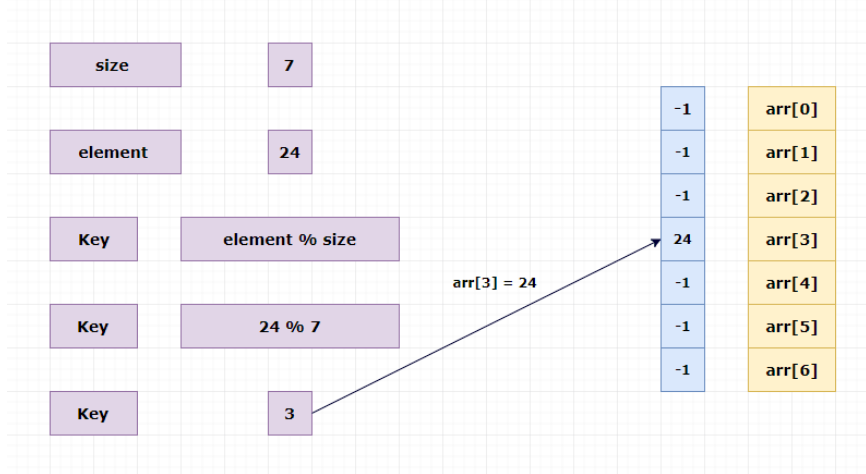 size 7
element 24
Key element % size
Key 24 % 7
Key 3
arr[3] = 24
-1 arr[0]
-1 arr[1]
-1 arr[2]
24 arr[3]
-1 arr[4]
-1 arr[5]
-1 arr[6]